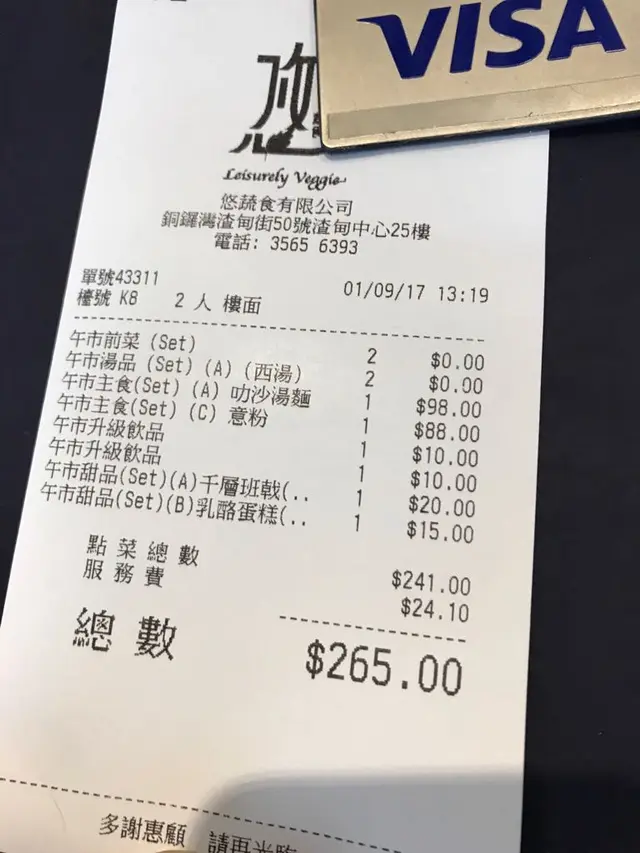 VISA
悠
Leisurely Veggie
悠蔬食有限公司
銅鑼灣渣甸街50號渣甸中心25樓
電話: 3565 6393
單號43311 01/09/17 13:19
檯號 K8 2 人 樓面
午市前菜 (Set) 2 $0.00
午市湯品 (Set) (A) (西湯) 2 $0.00
午市主食(Set) (A) 叻沙湯麵 1 $98.00
午市主食(Set) (C) 意粉 1 $88.00
午市升級飲品 1 $10.00
午市升級飲品 1 $10.00
午市甜品(Set)(A)千層班戟(.. 1 $20.00
午市甜品(Set)(B)乳酪蛋糕(.. 1 $15.00
點菜總數 $241.00
服務費 $24.10
總數 $265.00
多謝惠顧 請再光臨